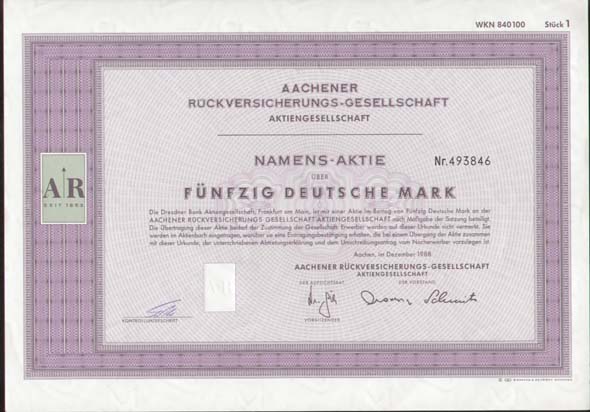 WKN 840100 Stück 1
AACHENER
RÜCKVERSICHERUNGS-GESELLSCHAFT
AKTIENGESELLSCHAFT
NAMENS-AKTIE Nr.493846
ÜBER
FÜNFZIG DEUTSCHE MARK
A R
SEIT 1853
Die Dresdner Bank Aktiengesellschaft, Frankfurt am Main, ist mit einer Aktie im Betrag von Fünfzig Deutsche Mark an der
AACHENER RÜCKVERSICHERUNGS GESELLSCHAFT AKTIENGESELLSCHAFT nach Maßgabe der Satzung beteiligt.
Die Übertragung dieser Aktie bedarf der Zustimmung der Gesellschaft Erwerber werden auf dieser Urkunde nicht vermerkt. Sie
werden im Aktienbuch eingetragen, worüber sie eine Eintragungsbestätigung erhalten, die bei einem Übergang der Aktie zusammen
mit dieser Urkunde, der unterschriebenen Abtretungserklärung und dem Umschreibungsantrag vom Nacherwerber vorzulegen ist.
Aachen, im Dezember 1988
AACHENER RÜCKVERSICHERUNGS-GESELLSCHAFT
AKTIENGESELLSCHAFT
DER AUFSICHTSRAT DER VORSTAND
VORSITZENDER
KONTROLLUNTERSCHRIFT